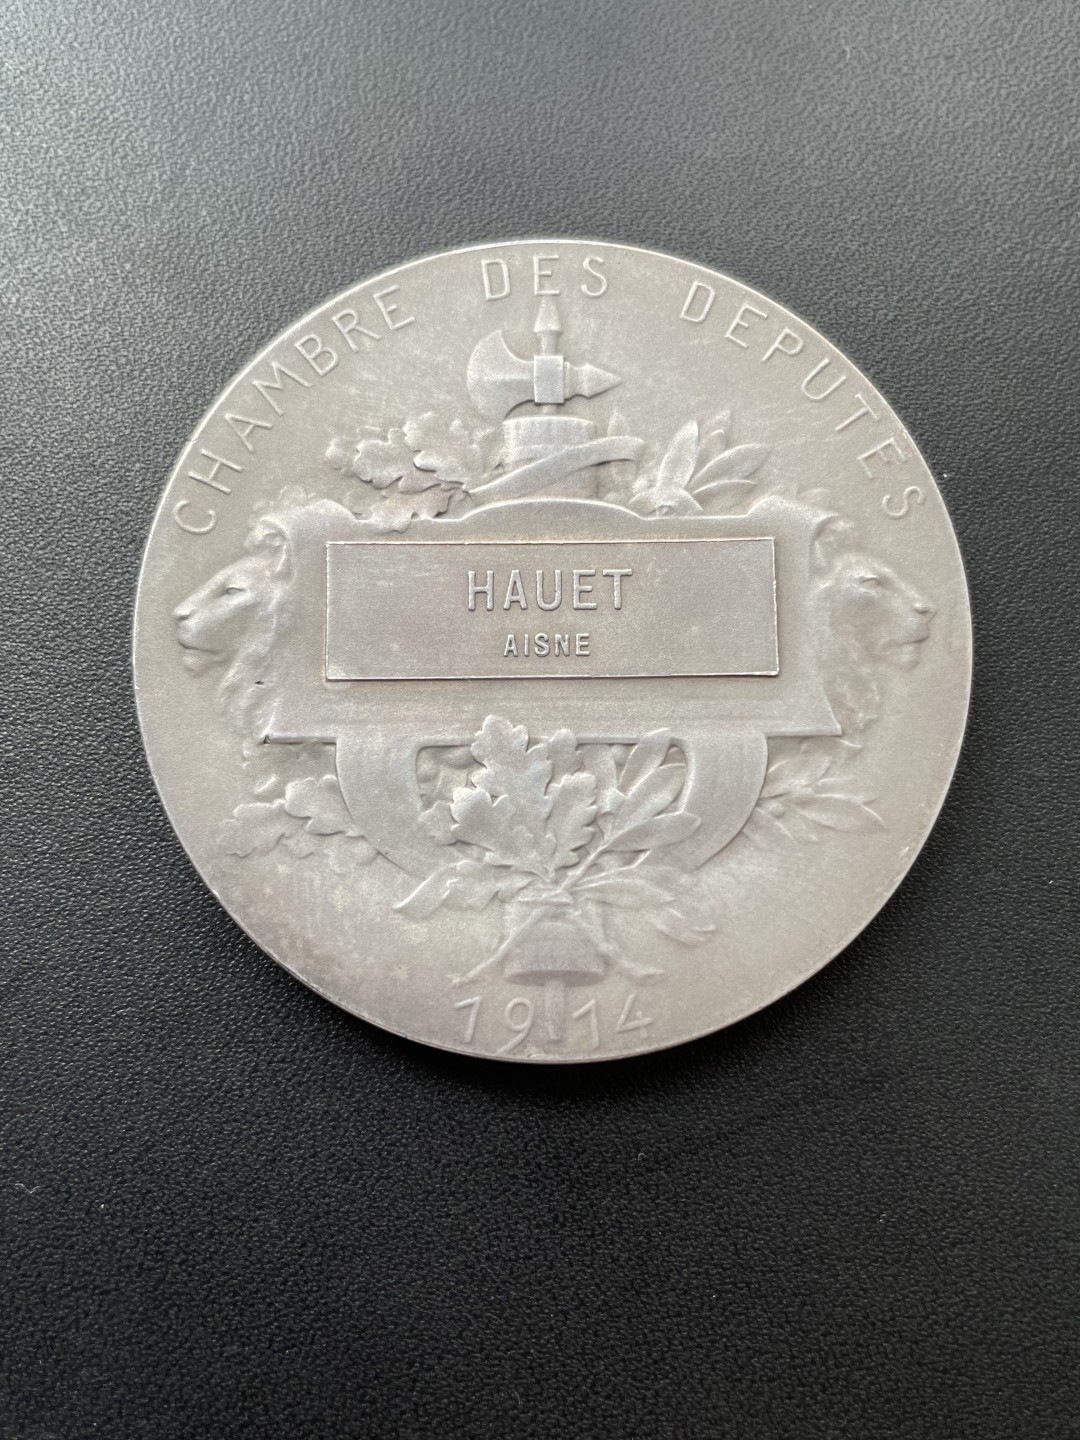 CHAMBRE DES DEPUTES
HAUET
AISNE
1914